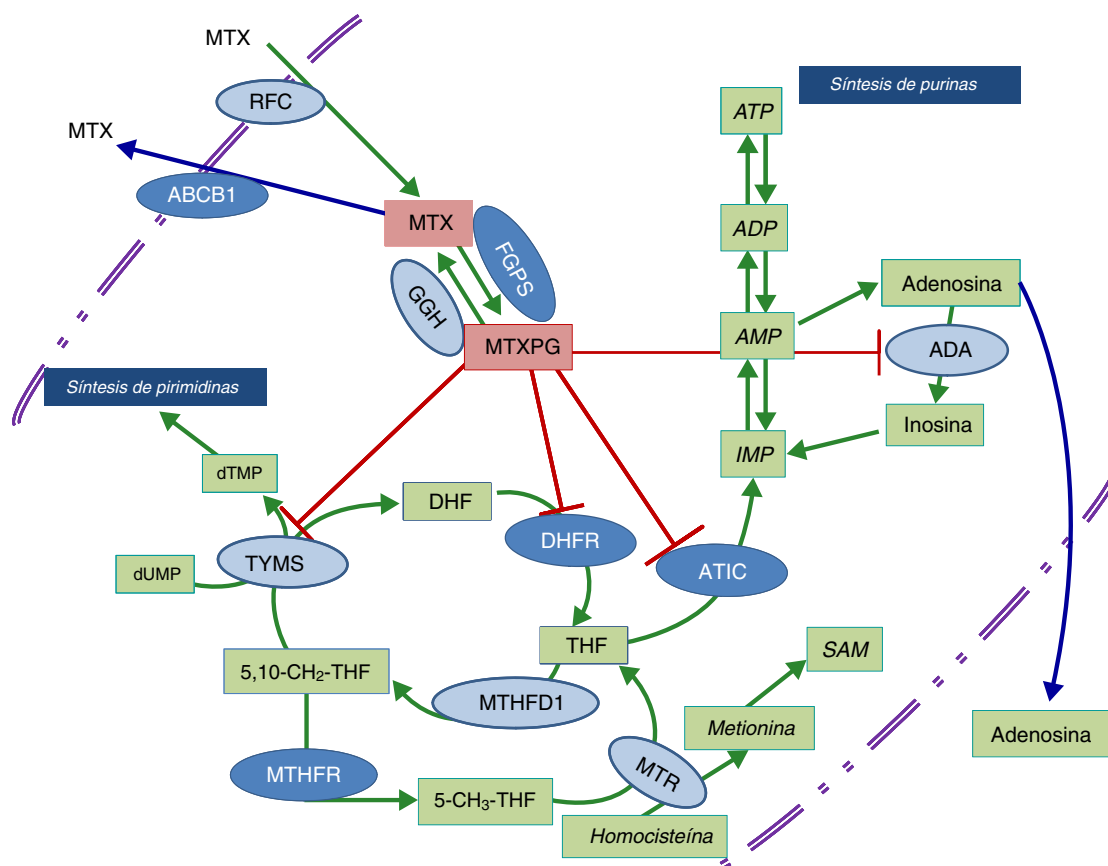 MTX
RFC
MTX
ABCB1
MTX
FGPS
GGH
MTXPG
Síntesis de purinas
ATP
ADP
AMP
Adenosina
ADA
Inosina
IMP
Síntesis de pirimidinas
dTMP
DHF
DHFR
TYMS
dUMP
ATIC
THF
5,10-CH₂-THF
MTHFD1
SAM
Metionina
Adenosina
MTHFR
MTR
5-CH₃-THF
Homocisteína